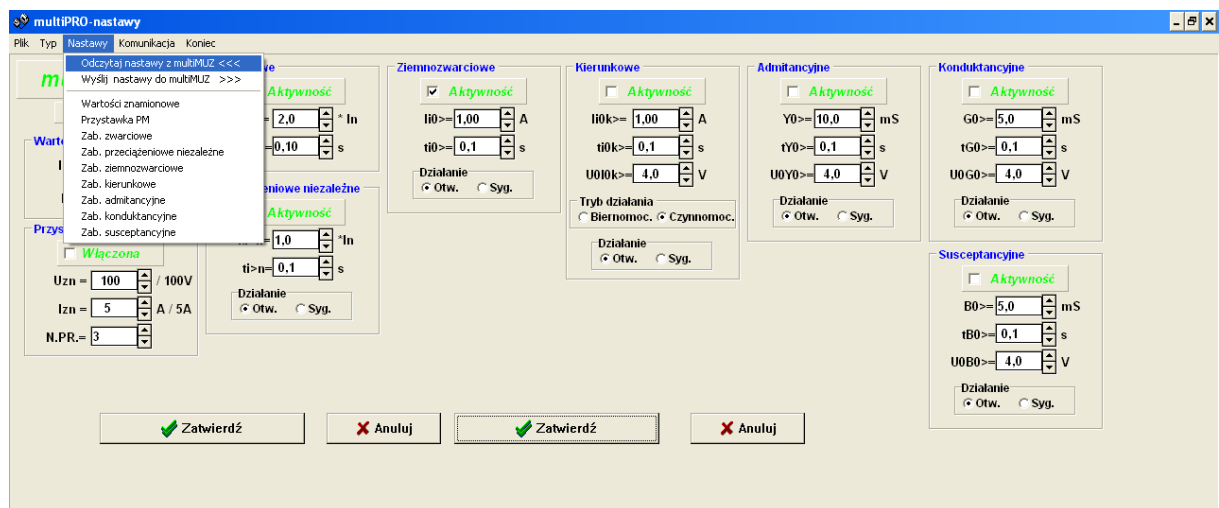 multiPRO-nastawy
Plik Typ Nastawy Komunikacja Koniec
Odczytaj nastawy z multiMUZ <<<
Wyślij nastawy do multiMUZ >>>
Wartości znamionowe
Przystawka PM
Zab. zwarciowe
Zab. przeciążeniowe niezależne
Zab. ziemnozwarciowe
Zab. kierunkowe
Zab. admitancyjne
Zab. konduktancyjne
Zab. susceptancyjne
Włączona
Uzn = 100 / 100V
Izn = 5 A / 5A
N.PR.= 3
Aktywność
2,0 * In
=0,10 s
Aktywność
1,0 *In
ti>n= 0,1 s
Działanie
Otw. Syg.
Ziemnozwarciowe
Aktywność
Ii0>= 1,00 A
ti0>= 0,1 s
Działanie
Otw. Syg.
Kierunkowe
Aktywność
Ii0k>= 1,00 A
ti0k>= 0,1 s
U0I0k>= 4,0 V
Tryb działania
Biernomoc. Czynnomoc.
Działanie
Otw. Syg.
Admitancyjne
Aktywność
Y0>= 10,0 mS
tY0>= 0,1 s
U0Y0>= 4,0 V
Działanie
Otw. Syg.
Konduktancyjne
Aktywność
G0>= 5,0 mS
tG0>= 0,1 s
U0G0>= 4,0 V
Działanie
Otw. Syg.
Susceptancyjne
Aktywność
B0>= 5,0 mS
tB0>= 0,1 s
U0B0>= 4,0 V
Działanie
Otw. Syg.
Zatwierdź Anuluj Zatwierdź Anuluj